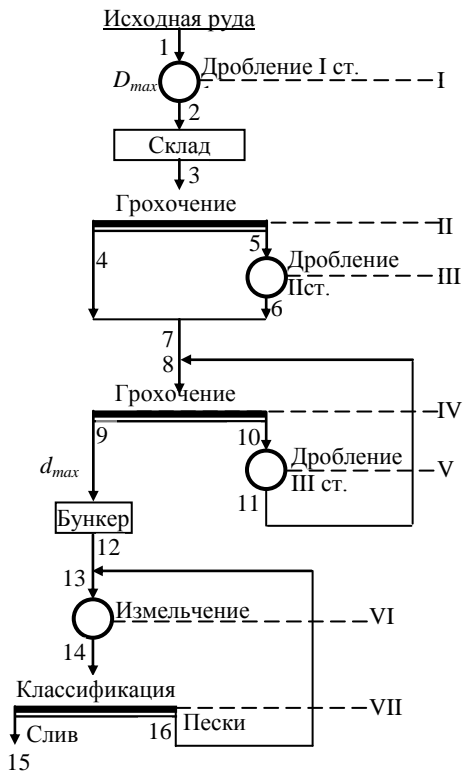 Исходная руда
1
Дробление I ст.
I
D_max
2
Склад
3
Грохочение
II
4
5
Дробление
IIст.
III
6
7
8
Грохочение
IV
9
10
Дробление
III ст.
V
d_max
11
Бункер
12
13
Измельчение
VI
14
Классификация
VII
Слив
16
Пески
15